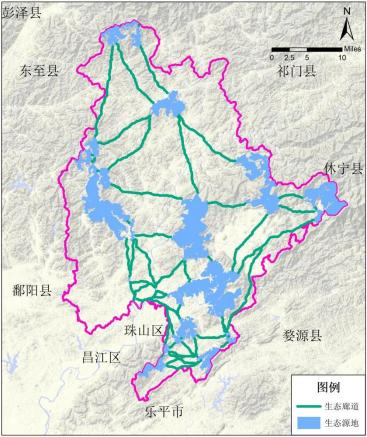 彭泽县
N
0 2.5 5 10
Miles
东至县
祁门县
休宁县
鄱阳县
珠山区
婺源县
昌江区
乐平市
图例
生态廊道
生态源地